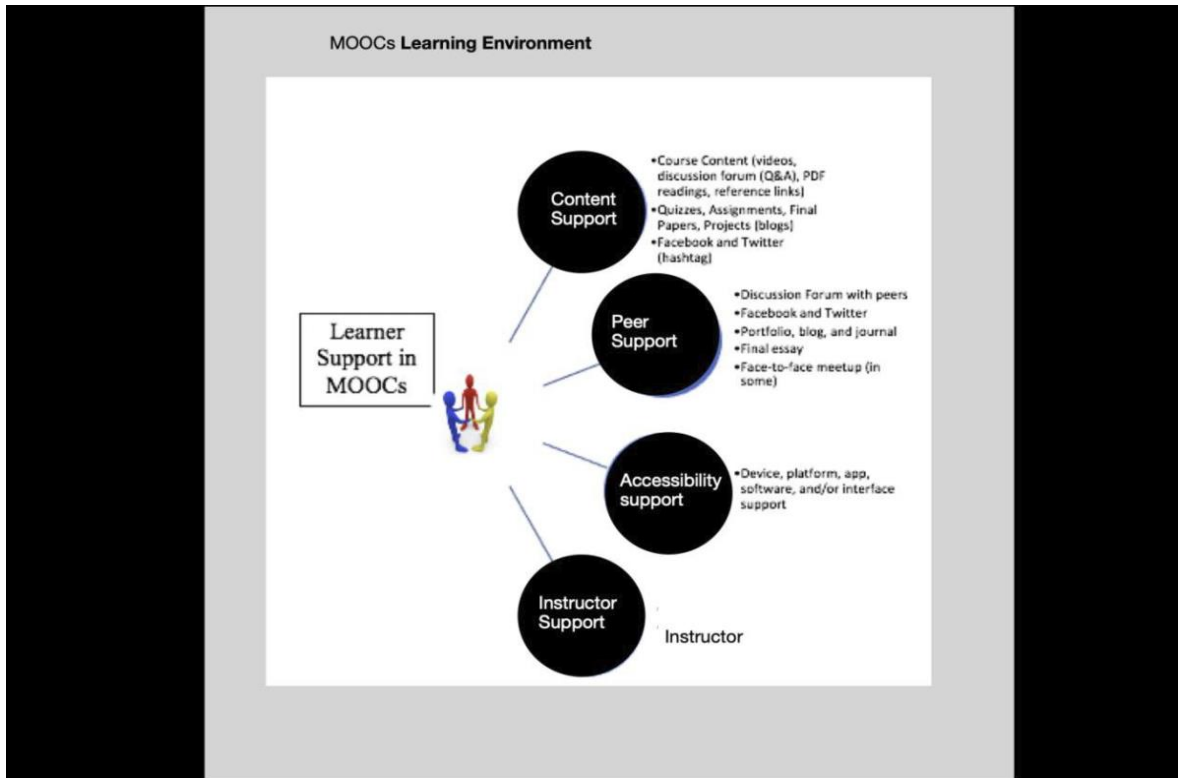 MOOCs Learning Environment
Learner
Support in
MOOCs
Content
Support
•Course Content (videos,
discussion forum (Q&A), PDF
readings, reference links)
•Quizzes, Assignments, Final
Papers, Projects (blogs)
•Facebook and Twitter
(hashtag)
Peer
Support
•Discussion Forum with peers
•Facebook and Twitter
•Portfolio, blog, and journal
•Final essay
•Face-to-face meetup (in
some)
Accessibility
support
•Device, platform, app,
software, and/or interface
support
Instructor
Support
Instructor